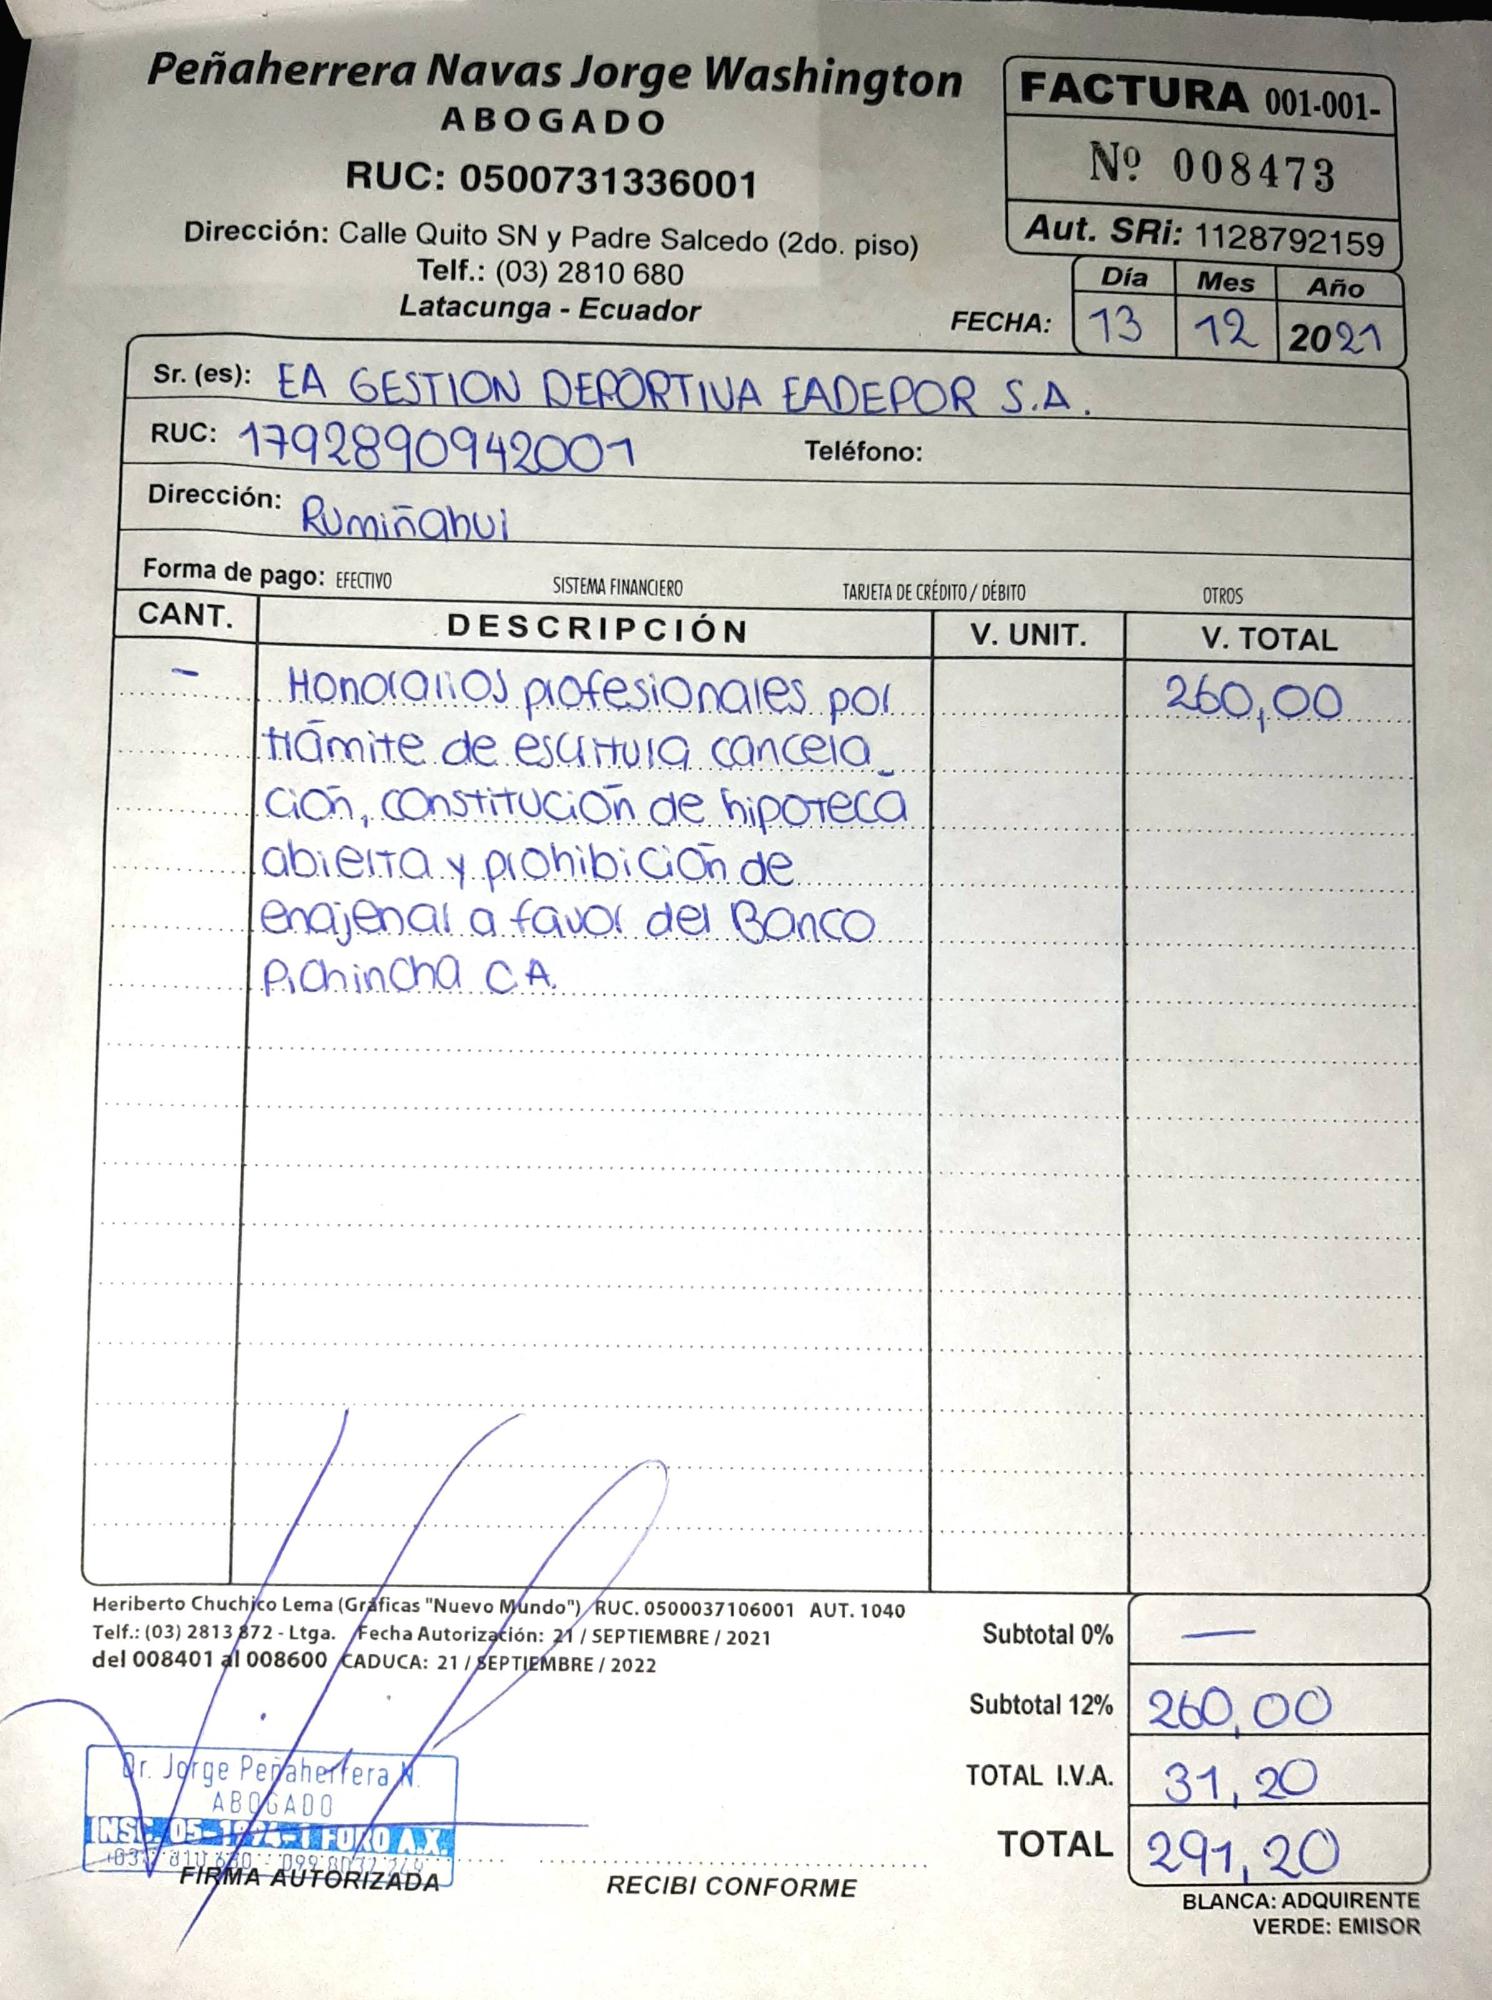 Peñaherrera Navas Jorge Washington
ABOGADO
RUC: 0500731336001
Dirección: Calle Quito SN y Padre Salcedo (2do. piso)
Telf.: (03) 2810 680
Latacunga - Ecuador
FACTURA 001-001-
Nº 008473
Aut. SRi: 1128792159
Día Mes Año
FECHA: 13 12 2021
Sr. (es): EA GESTION DEPORTIVA EADEPOR S.A.
RUC: 1792890942001 Teléfono:
Dirección: Rumiñahui
Forma de pago: EFECTIVO SISTEMA FINANCIERO TARJETA DE CRÉDITO / DÉBITO OTROS
CANT. DESCRIPCIÓN V. UNIT. V. TOTAL
– Honorarios profesionales por 260,00
trámite de escritura cancela_
ción, constitución de hipoteca
abierta y prohibición de
enajenar a favor del Banco
Pichincha C.A.
Heriberto Chuchico Lema (Gráficas "Nuevo Mundo") RUC. 0500037106001 AUT. 1040
Telf.: (03) 2813 872 - Ltga. Fecha Autorización: 21 / SEPTIEMBRE / 2021
del 008401 al 008600 CADUCA: 21 / SEPTIEMBRE / 2022
Subtotal 0% —
Subtotal 12% 260,00
TOTAL I.V.A. 31,20
TOTAL 291,20
Dr. Jorge Peñaherrera N.
ABOGADO
INSC. 05-1974-1 FORO A.X.
FIRMA AUTORIZADA
RECIBI CONFORME
BLANCA: ADQUIRENTE
VERDE: EMISOR